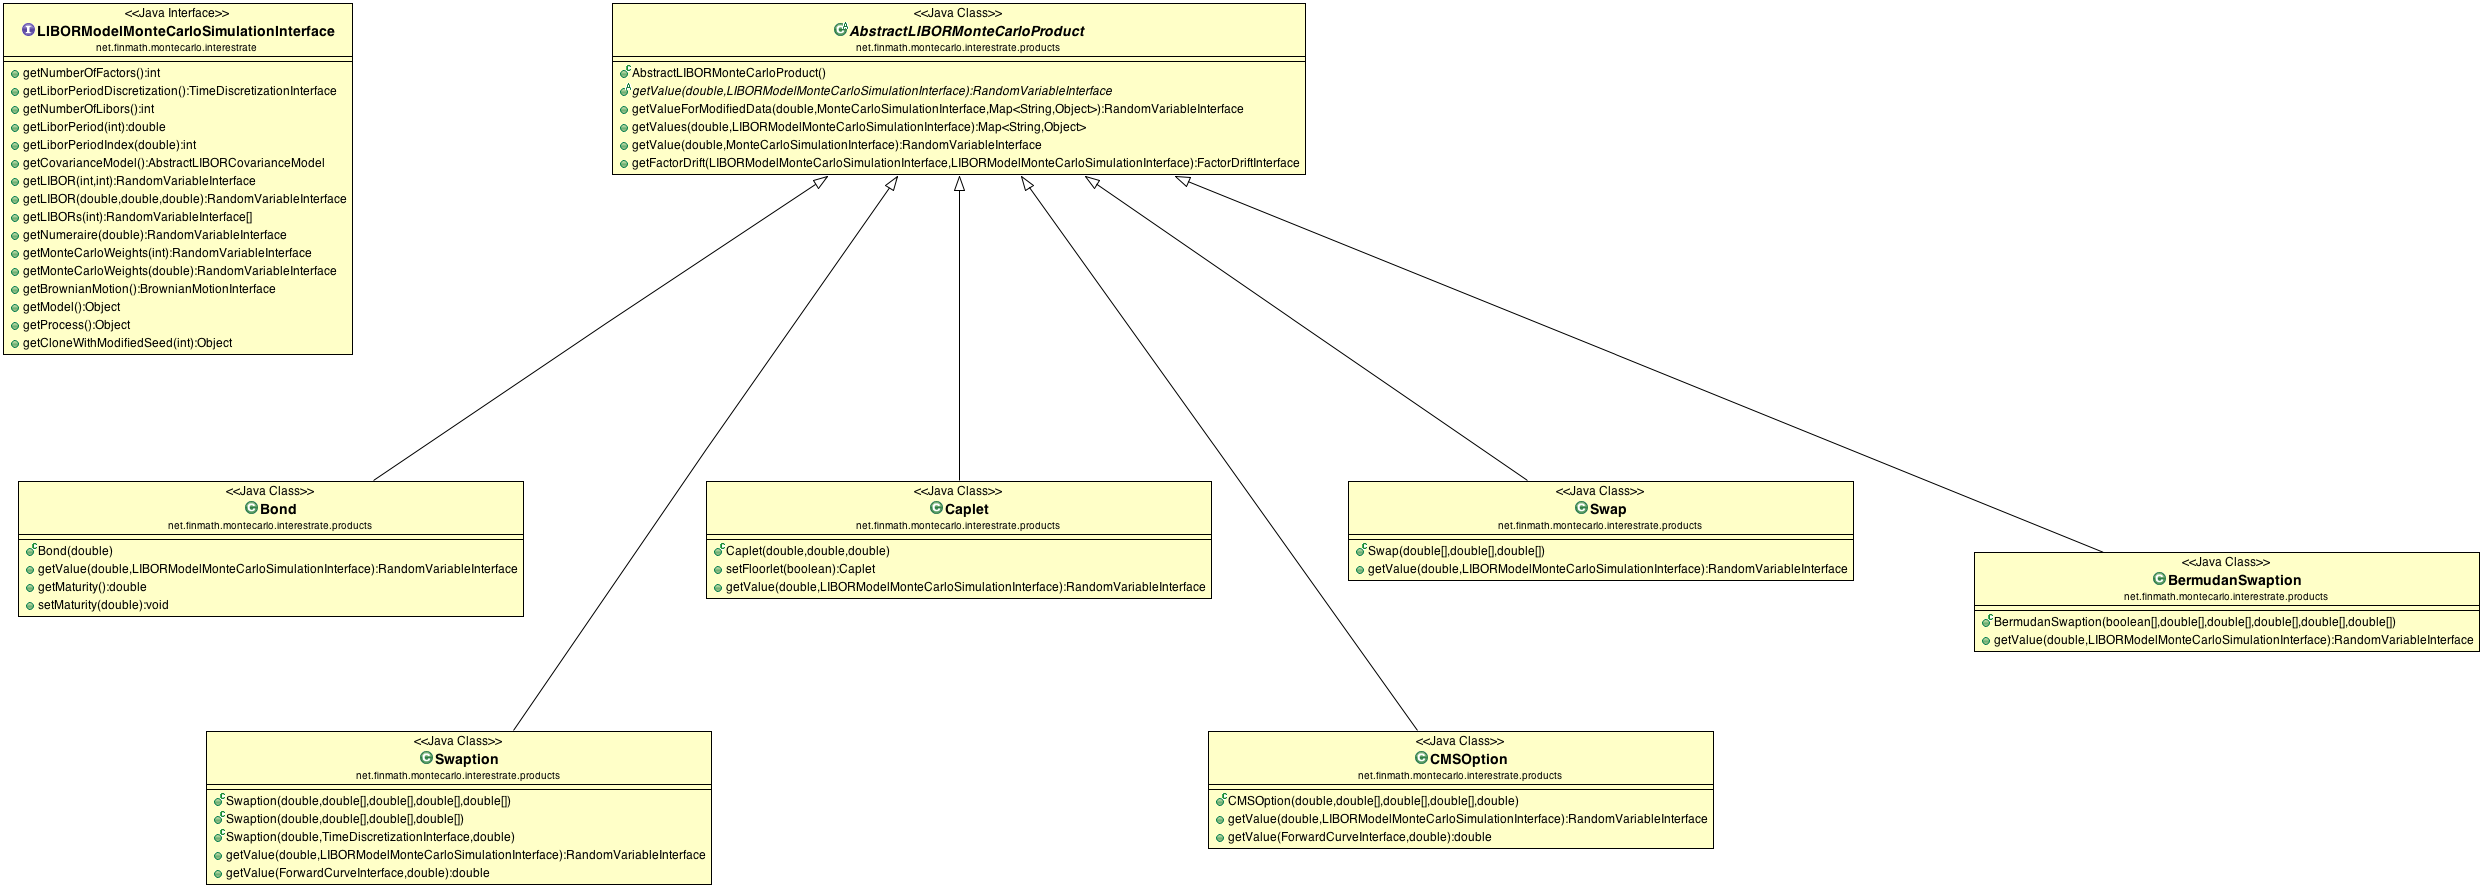 <<Java Interface>>
LIBORModelMonteCarloSimulationInterface
net.finmath.montecarlo.interestrate
getNumberOfFactors():int
getLiborPeriodDiscretization():TimeDiscretizationInterface
getNumberOfLibors():int
getLiborPeriod(int):double
getLiborPeriodIndex(double):int
getCovarianceModel():AbstractLIBORCovarianceModel
getLIBOR(int,int):RandomVariableInterface
getLIBOR(double,double,double):RandomVariableInterface
getLIBORs(int):RandomVariableInterface[]
getNumeraire(double):RandomVariableInterface
getMonteCarloWeights(int):RandomVariableInterface
getMonteCarloWeights(double):RandomVariableInterface
getBrownianMotion():BrownianMotionInterface
getModel():Object
getProcess():Object
getCloneWithModifiedSeed(int):Object
<<Java Class>>
AbstractLIBORMonteCarloProduct
net.finmath.montecarlo.interestrate.products
AbstractLIBORMonteCarloProduct()
getValue(double,LIBORModelMonteCarloSimulationInterface):RandomVariableInterface
getValueForModifiedData(double,MonteCarloSimulationInterface,Map<String,Object>):RandomVariableInterface
getValues(double,LIBORModelMonteCarloSimulationInterface):Map<String,Object>
getValue(double,MonteCarloSimulationInterface):RandomVariableInterface
getFactorDrift(LIBORModelMonteCarloSimulationInterface,LIBORModelMonteCarloSimulationInterface):FactorDriftInterface
<<Java Class>>
Bond
net.finmath.montecarlo.interestrate.products
Bond(double)
getValue(double,LIBORModelMonteCarloSimulationInterface):RandomVariableInterface
getMaturity():double
setMaturity(double):void
<<Java Class>>
Caplet
net.finmath.montecarlo.interestrate.products
Caplet(double,double,double)
setFloorlet(boolean):Caplet
getValue(double,LIBORModelMonteCarloSimulationInterface):RandomVariableInterface
<<Java Class>>
Swap
net.finmath.montecarlo.interestrate.products
Swap(double[],double[],double[])
getValue(double,LIBORModelMonteCarloSimulationInterface):RandomVariableInterface
<<Java Class>>
BermudanSwaption
net.finmath.montecarlo.interestrate.products
BermudanSwaption(boolean[],double[],double[],double[],double[],double[])
getValue(double,LIBORModelMonteCarloSimulationInterface):RandomVariableInterface
<<Java Class>>
Swaption
net.finmath.montecarlo.interestrate.products
Swaption(double,double[],double[],double[],double[])
Swaption(double,double[],double[],double[])
Swaption(double,TimeDiscretizationInterface,double)
getValue(double,LIBORModelMonteCarloSimulationInterface):RandomVariableInterface
getValue(ForwardCurveInterface,double):double
<<Java Class>>
CMSOption
net.finmath.montecarlo.interestrate.products
CMSOption(double,double[],double[],double[],double)
getValue(double,LIBORModelMonteCarloSimulationInterface):RandomVariableInterface
getValue(ForwardCurveInterface,double):double